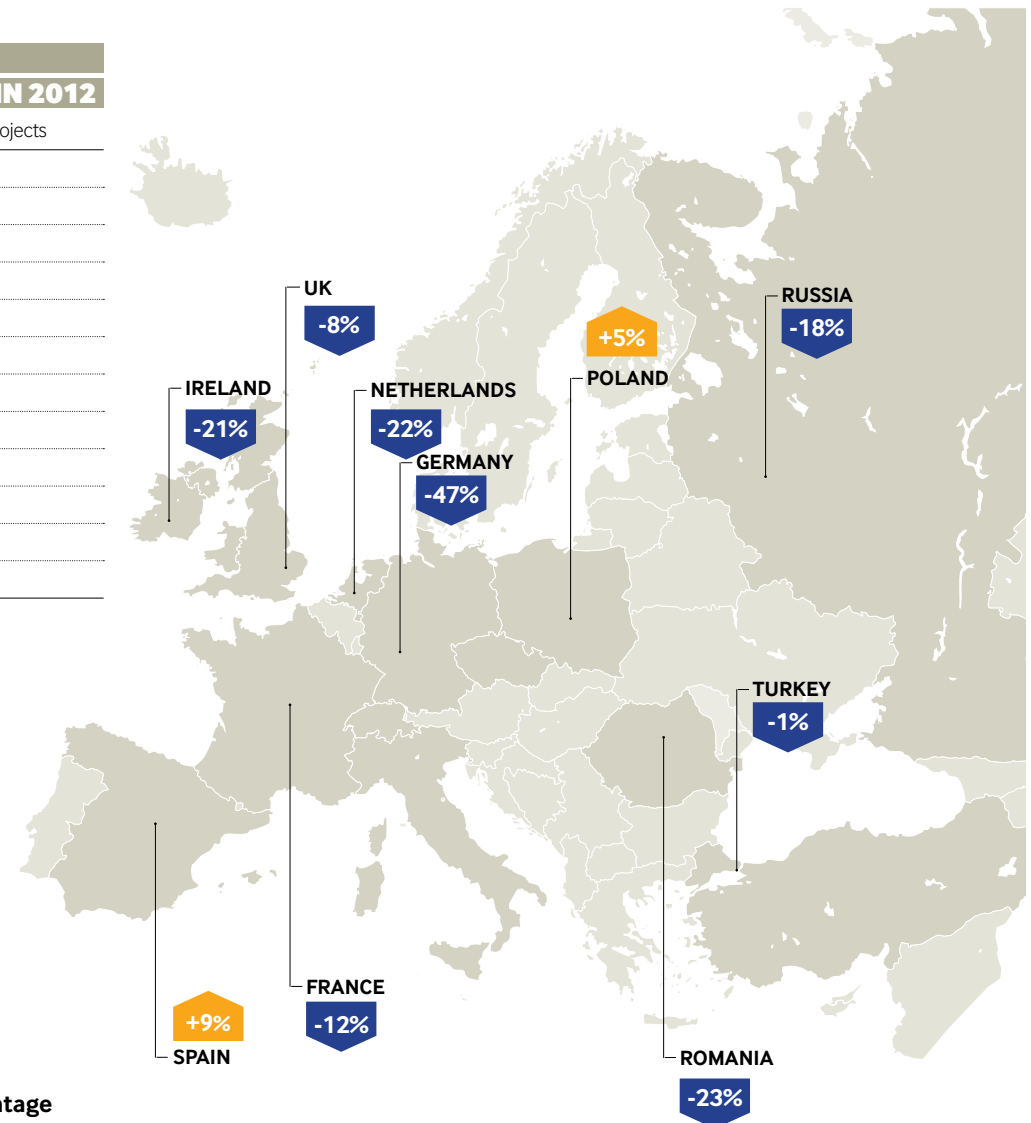 IN 2012
ojects
UK
-8%
RUSSIA
-18%
+5%
POLAND
IRELAND
-21%
NETHERLANDS
-22%
GERMANY
-47%
TURKEY
-1%
FRANCE
-12%
+9%
SPAIN
ROMANIA
-23%
ntage